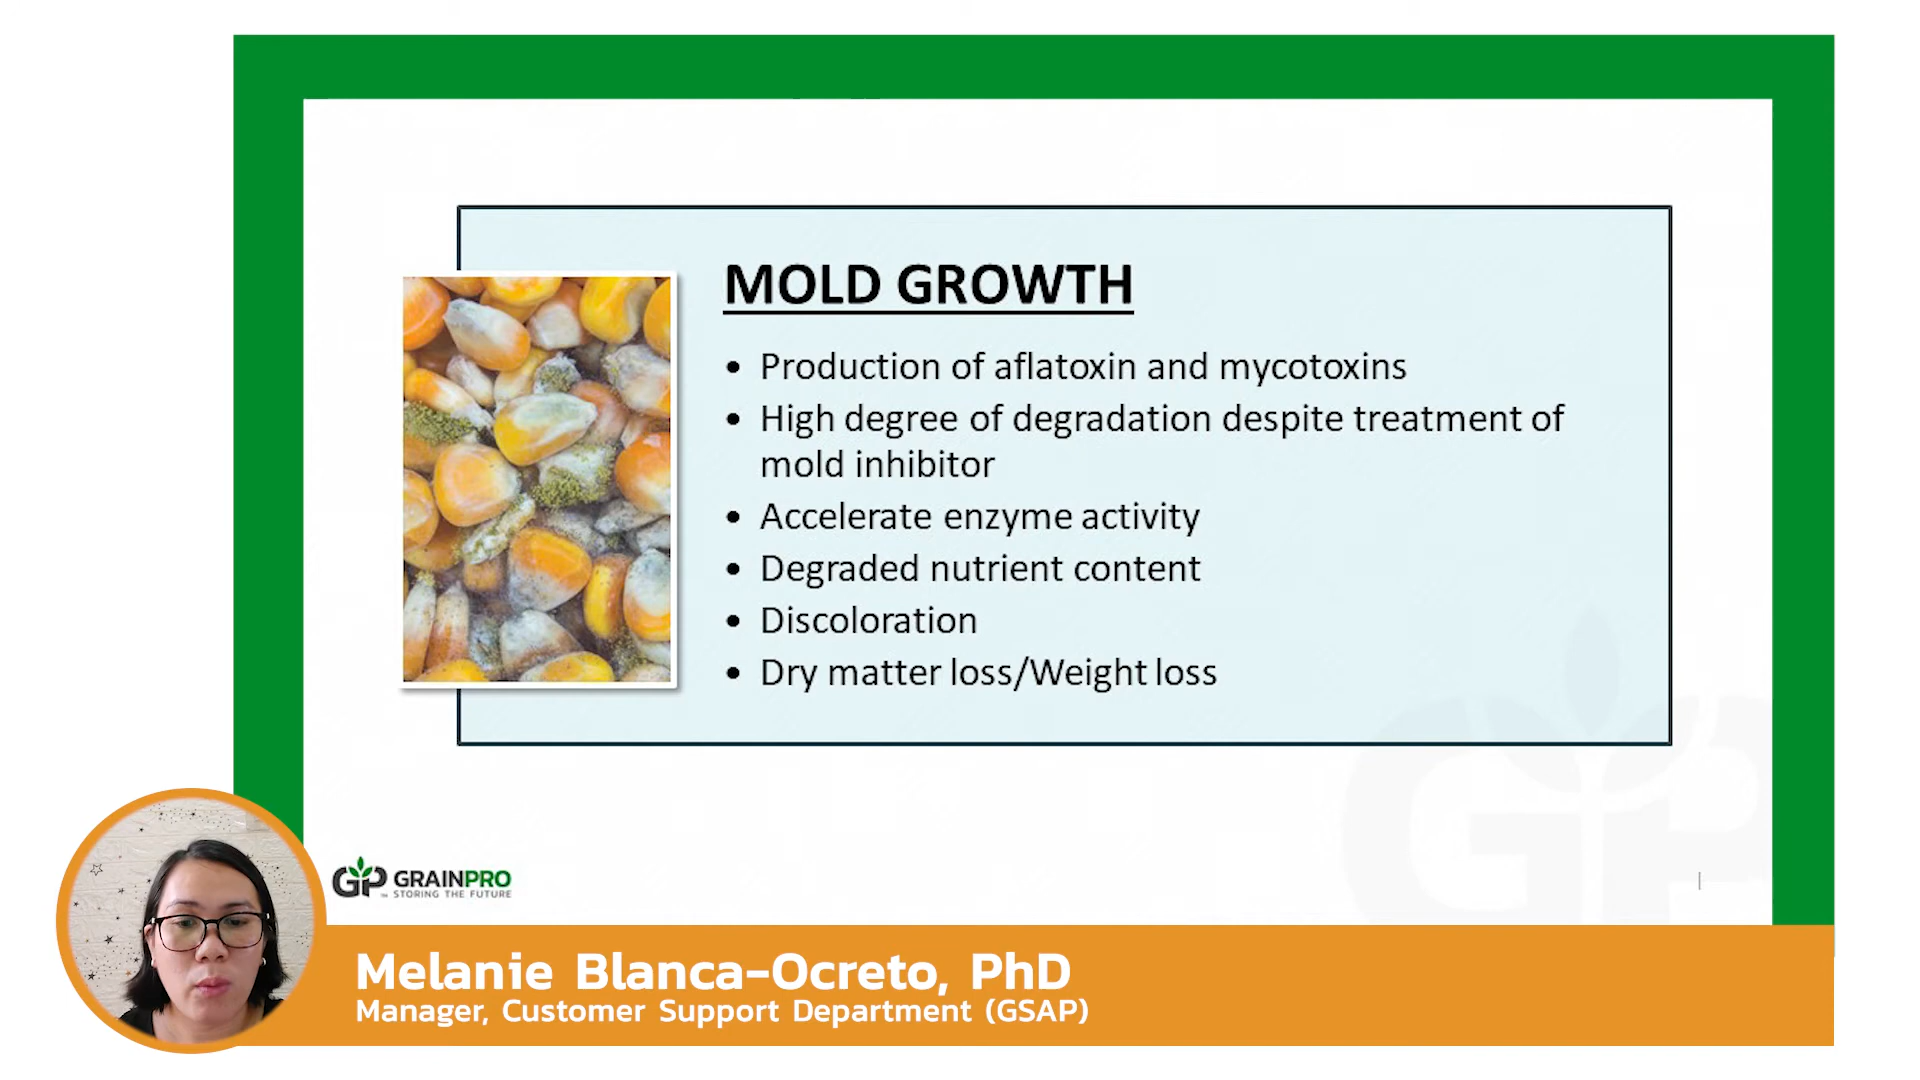 MOLD GROWTH
• Production of aflatoxin and mycotoxins
• High degree of degradation despite treatment of
mold inhibitor
• Accelerate enzyme activity
• Degraded nutrient content
• Discoloration
• Dry matter loss/Weight loss
GP
GP GRAINPRO
STORING THE FUTURE
|
Melanie Blanca-Ocreto, PhD
Manager, Customer Support Department (GSAP)